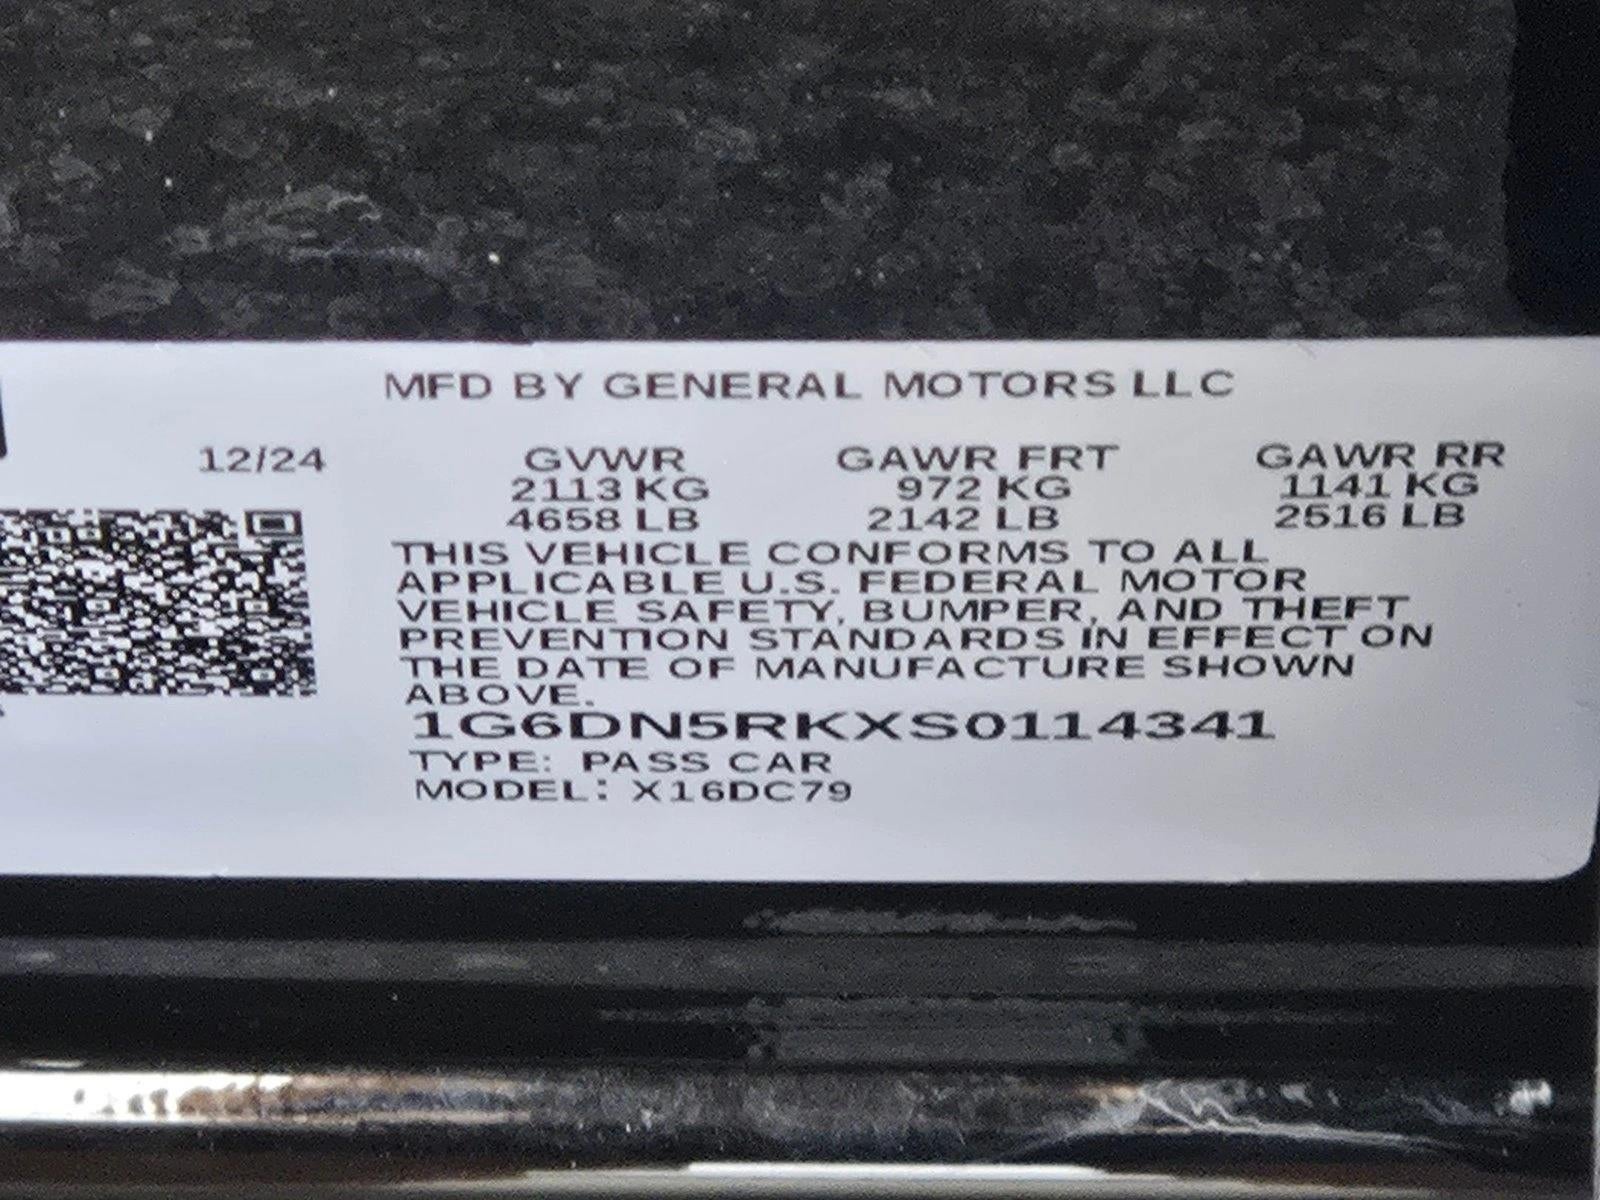 MFD BY GENERAL MOTORS LLC
12/24 GVWR GAWR FRT GAWR RR
2113 KG 972 KG 1141 KG
4658 LB 2142 LB 2516 LB
THIS VEHICLE CONFORMS TO ALL
APPLICABLE U.S. FEDERAL MOTOR
VEHICLE SAFETY, BUMPER, AND THEFT
PREVENTION STANDARDS IN EFFECT ON
THE DATE OF MANUFACTURE SHOWN
ABOVE.
1G6DN5RKXS0114341
TYPE: PASS CAR
MODEL: X16DC79